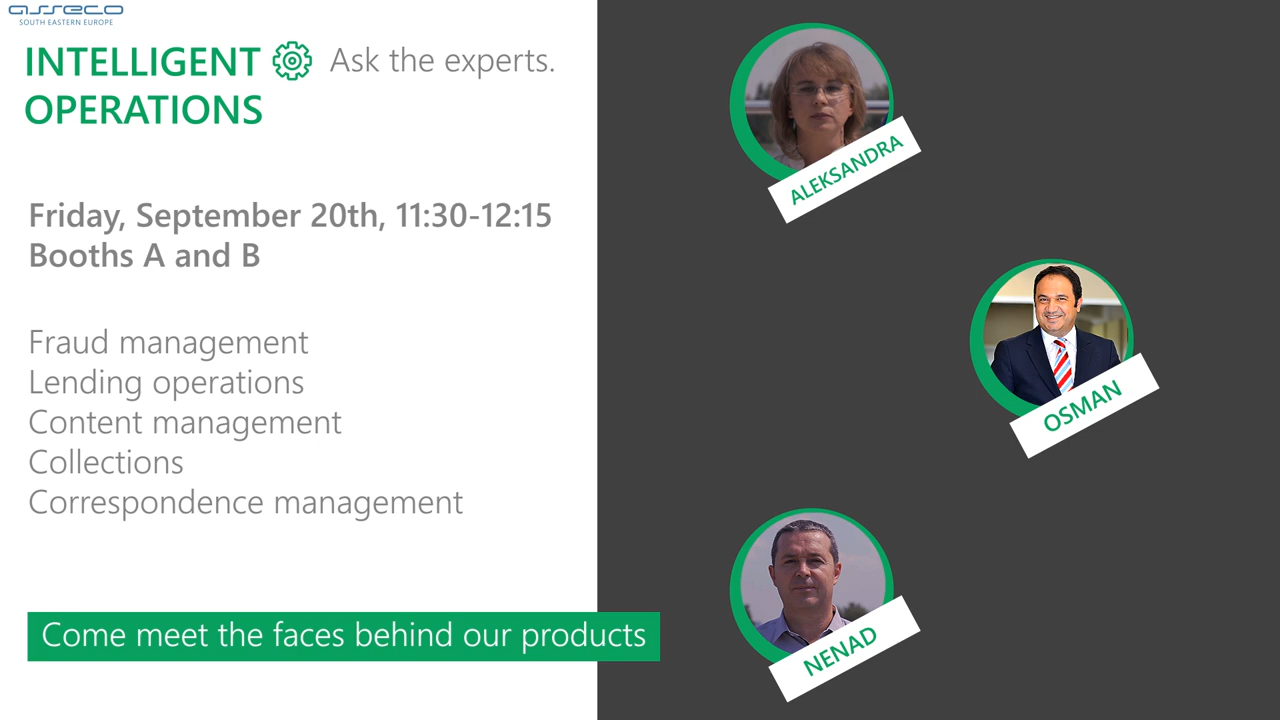 asseco
SOUTH EASTERN EUROPE
INTELLIGENT
OPERATIONS
Ask the experts.
Friday, September 20th, 11:30-12:15
Booths A and B
Fraud management
Lending operations
Content management
Collections
Correspondence management
Come meet the faces behind our products
ALEKSANDRA
OSMAN
NENAD